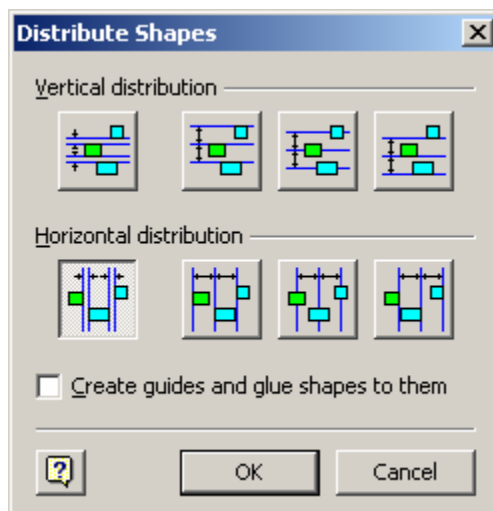 Distribute Shapes
Vertical distribution
Horizontal distribution
Create guides and glue shapes to them
?
OK Cancel